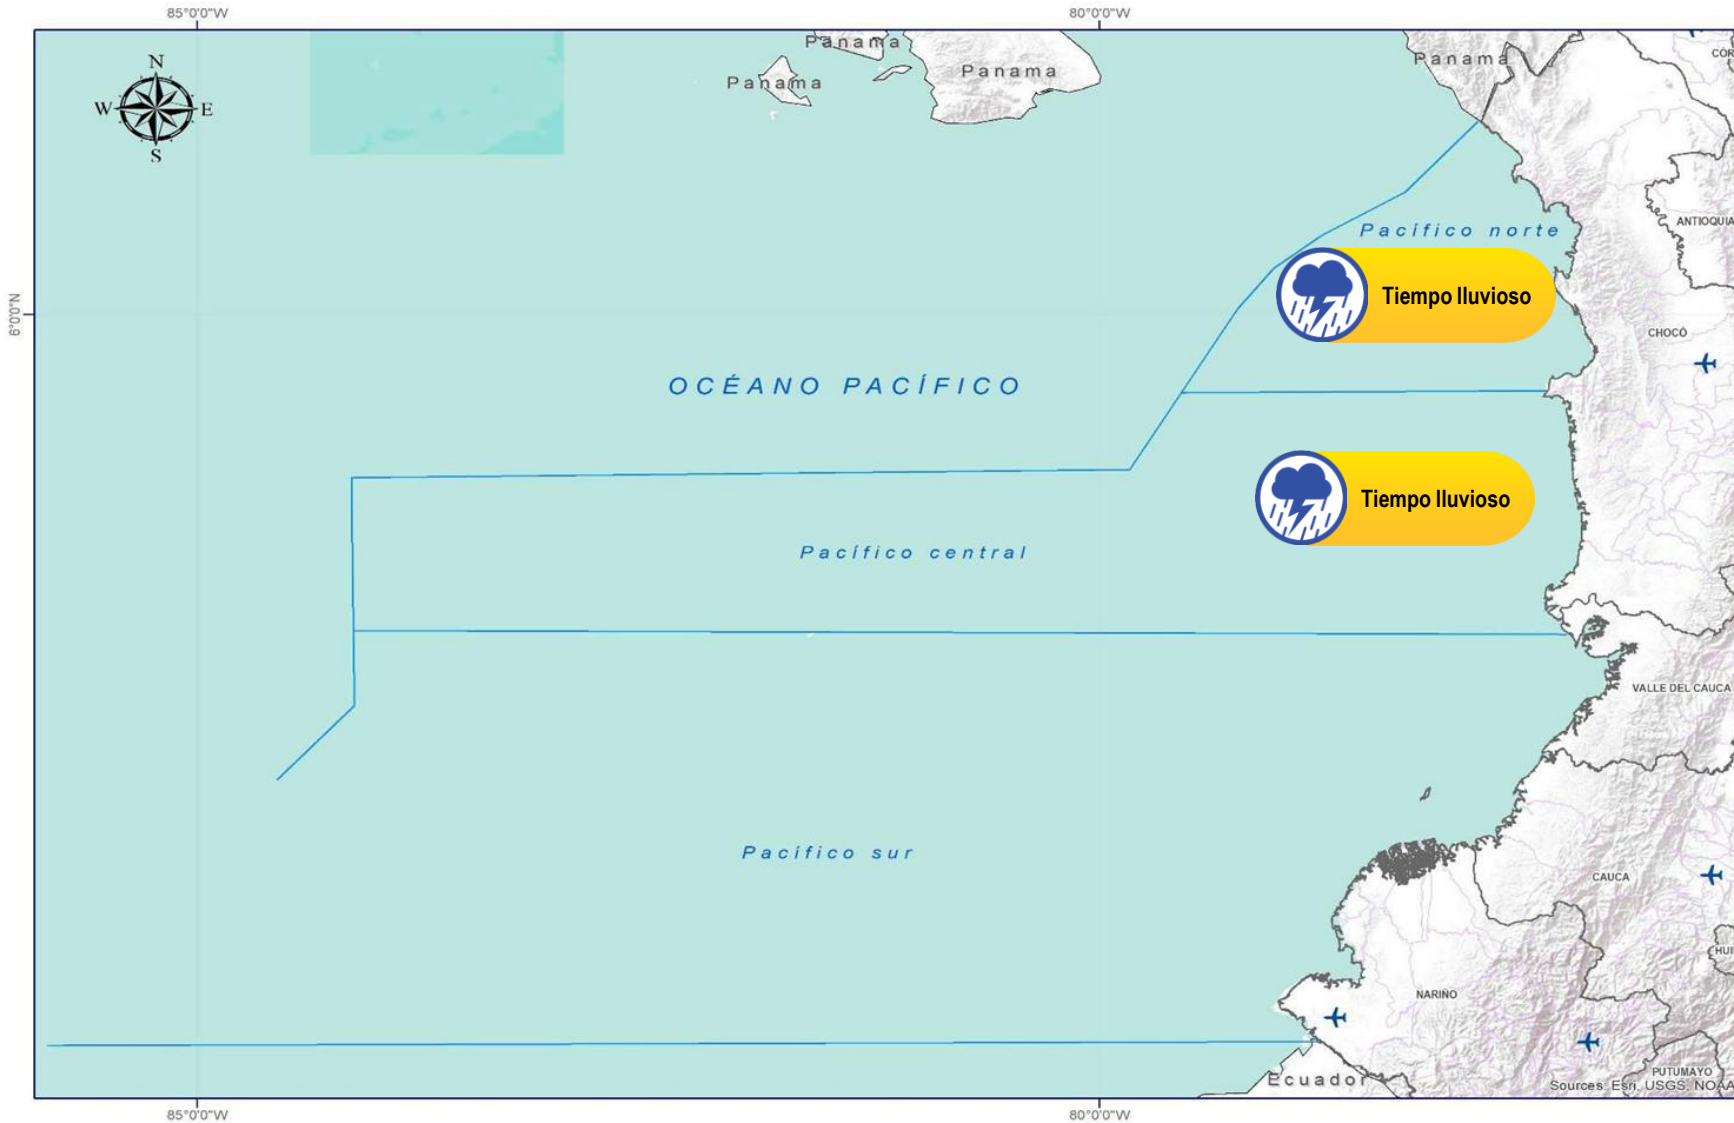 85°0'0"W
80°0'0"W
N
W
E
S
Panama
Panama
Panama
Panama
COR
ANTIOQUIA
Pacífico norte
Tiempo lluvioso
6°0'0"N
CHOCÓ
OCÉANO PACÍFICO
Tiempo lluvioso
Pacífico central
VALLE DEL CAUCA
Pacífico sur
CAUCA
HUI
NARIÑO
PUTUMAYO
Ecuador
Sources: Esri, USGS, NOAA
85°0'0"W
80°0'0"W